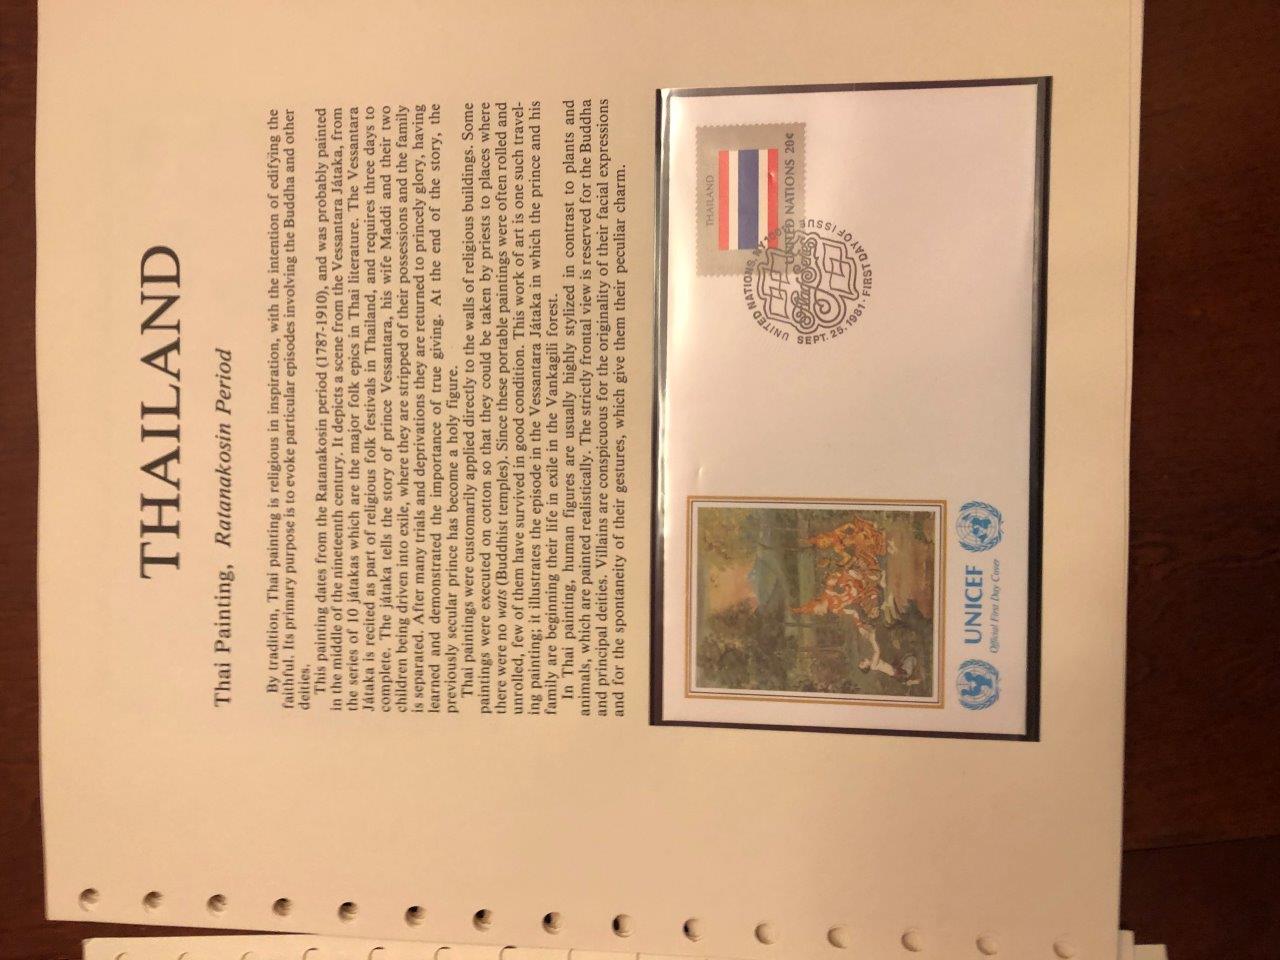 THAILAND
Thai Painting, Ratanakosin Period
By tradition, Thai painting is religious in inspiration, with the intention of edifying the
faithful. Its primary purpose is to evoke particular episodes involving the Buddha and other
deities.
This painting dates from the Ratanakosin period (1787-1910), and was probably painted
in the middle of the nineteenth century. It depicts a scene from the Vessantara Játaka, from
the series of 10 játakas which are the major folk epics in Thai literature. The Vessantara
Játaka is recited as part of religious folk festivals in Thailand, and requires three days to
complete. The játaka tells the story of prince Vessantara, his wife Maddi and their two
children being driven into exile, where they are stripped of their possessions and the family
is separated. After many trials and deprivations they are returned to princely glory, having
learned and demonstrated the importance of true giving. At the end of the story, the
previously secular prince has become a holy figure.
Thai paintings were customarily applied directly to the walls of religious buildings. Some
paintings were executed on cotton so that they could be taken by priests to places where
there were no wats (Buddhist temples). Since these portable paintings were often rolled and
unrolled, few of them have survived in good condition. This work of art is one such travel-
ing painting; it illustrates the episode in the Vessantara Játaka in which the prince and his
family are beginning their life in exile in the Vankagili forest.
In Thai painting, human figures are usually highly stylized in contrast to plants and
animals, which are painted realistically. The strictly frontal view is reserved for the Buddha
and principal deities. Villains are conspicuous for the originality of their facial expressions
and for the spontaneity of their gestures, which give them their peculiar charm.
THAILAND
UNITED NATIONS 20¢
UNITED NATIONS, NY 100
SEPT. 25, 1981 · FIRST DAY OF ISSUE
UNICEF
Official First Day Cover